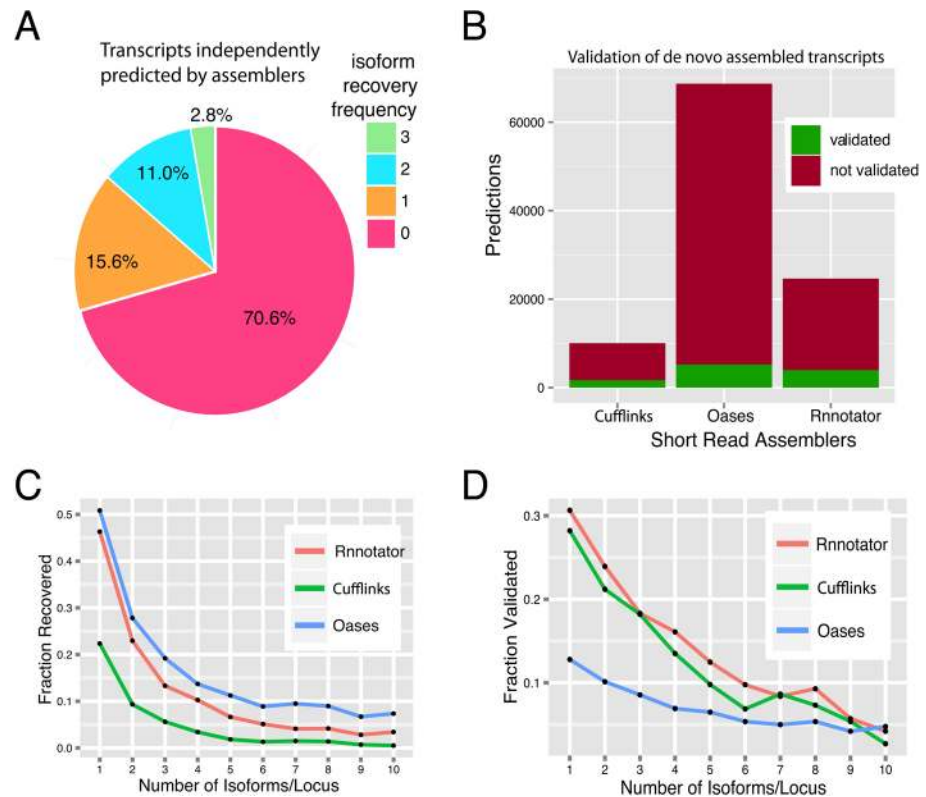 A
Transcripts independently
predicted by assemblers
isoform
recovery
frequency
3
2
1
0
2.8%
11.0%
15.6%
70.6%
B
Validation of de novo assembled transcripts
Predictions
60000
40000
20000
0
validated
not validated
Cufflinks
Oases
Rnnotator
Short Read Assemblers
C
Fraction Recovered
0.5
0.4
0.3
0.2
0.1
0.0
Rnnotator
Cufflinks
Oases
1 2 3 4 5 6 7 8 9 10
Number of Isoforms/Locus
D
Fraction Validated
0.3
0.2
0.1
Rnnotator
Cufflinks
Oases
1 2 3 4 5 6 7 8 9 10
Number of Isoforms/Locus